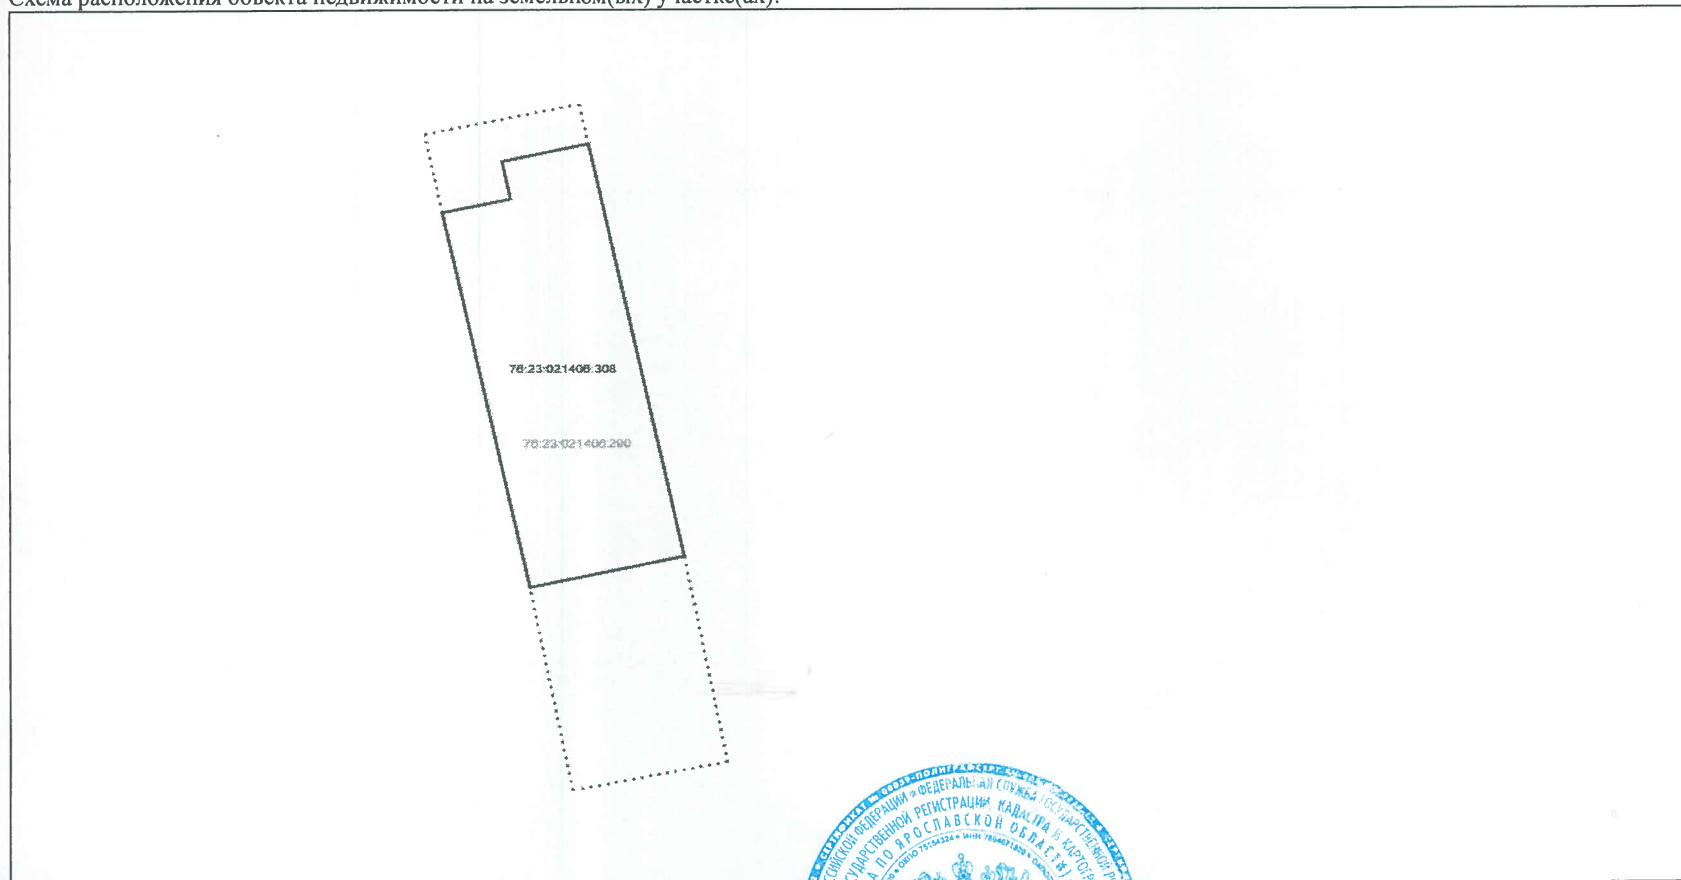 Схема расположения объекта недвижимости на земельном(ых) участке(ах):
76:23:021406:308
76:23:021406:290
ФЕДЕРАЛЬНАЯ СЛУЖБА ГОСУДАРСТВЕННОЙ
РЕГИСТРАЦИИ, КАДАСТРА И
ПО ЯРОСЛАВСКОЙ ОБЛАСТИ)